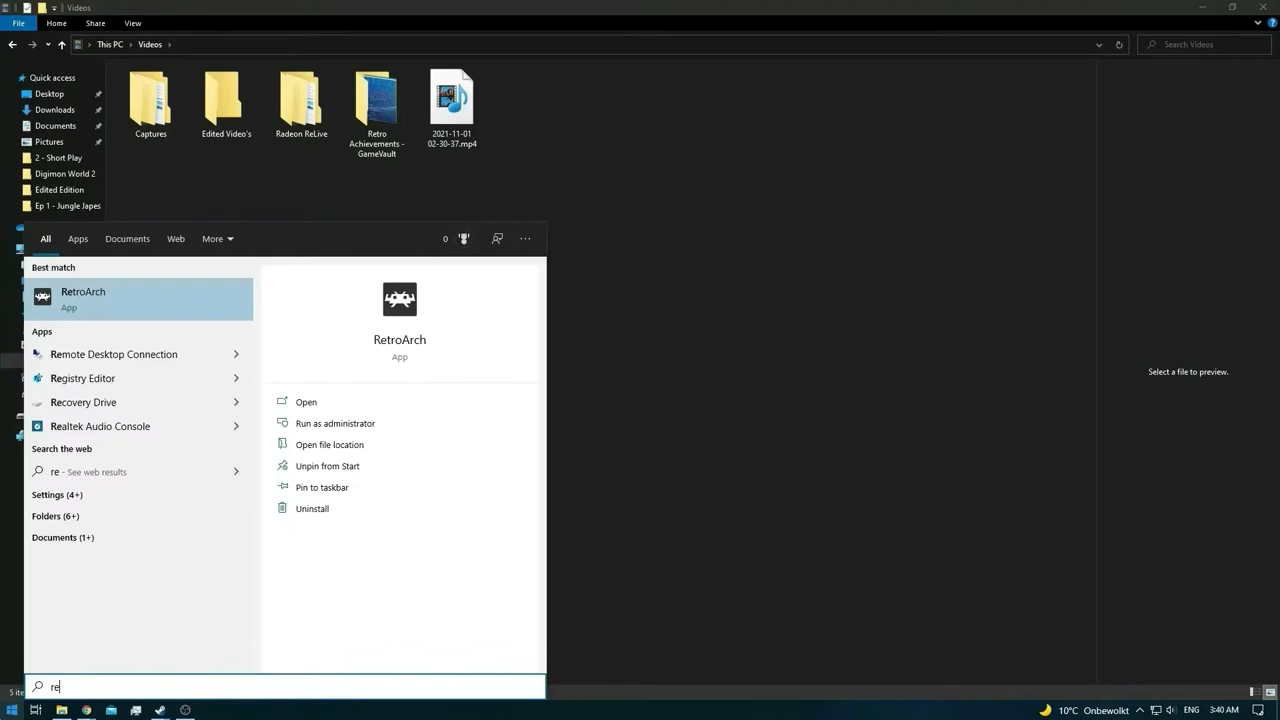 Videos
File
Home
Share
View
This PC
Videos
Search Videos
Quick access
Desktop
Downloads
Documents
Pictures
2 - Short Play
Digimon World 2
Edited Edition
Ep 1 - Jungle Japes
Captures
Edited Video's
Radeon ReLive
Retro
Achievements -
GameVault
2021-11-01
02-30-37.mp4
All
Apps
Documents
Web
More
0
Best match
RetroArch
App
Apps
Remote Desktop Connection
Registry Editor
Recovery Drive
Realtek Audio Console
Search the web
re - See web results
Settings (4+)
Folders (6+)
Documents (1+)
RetroArch
App
Open
Run as administrator
Open file location
Unpin from Start
Pin to taskbar
Uninstall
Select a file to preview.
re
10°C Onbewolkt
ENG
3:40 AM